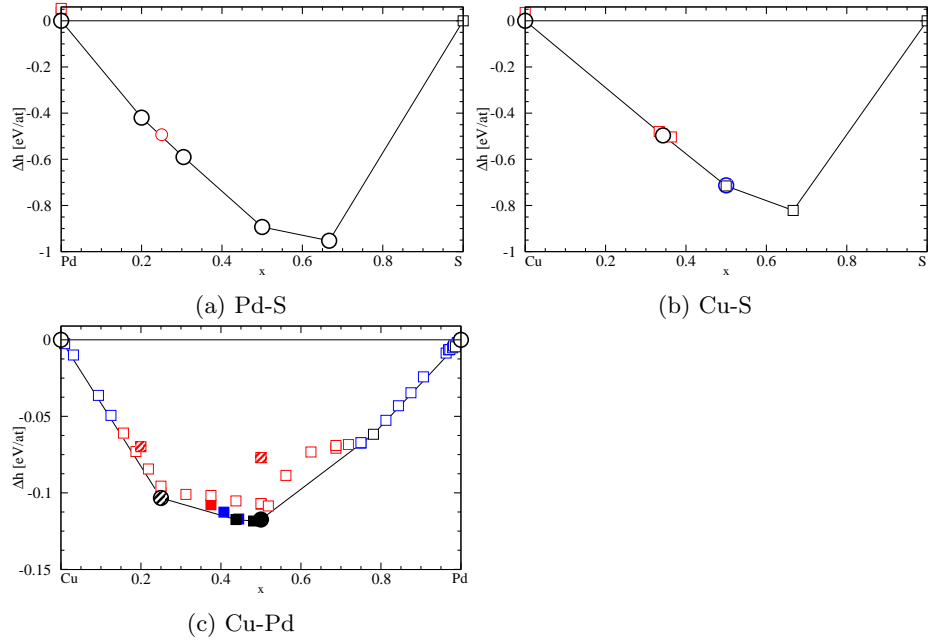 0
-0.2
-0.4
-0.6
-0.8
-1
Δh [eV/at]
Pd 0.2 0.4 0.6 0.8 S
x
(a) Pd-S
0
-0.2
-0.4
-0.6
-0.8
-1
Δh [eV/at]
Cu 0.2 0.4 0.6 0.8 S
x
(b) Cu-S
0
-0.05
-0.1
-0.15
Δh [eV/at]
Cu 0.2 0.4 0.6 0.8 Pd
x
(c) Cu-Pd